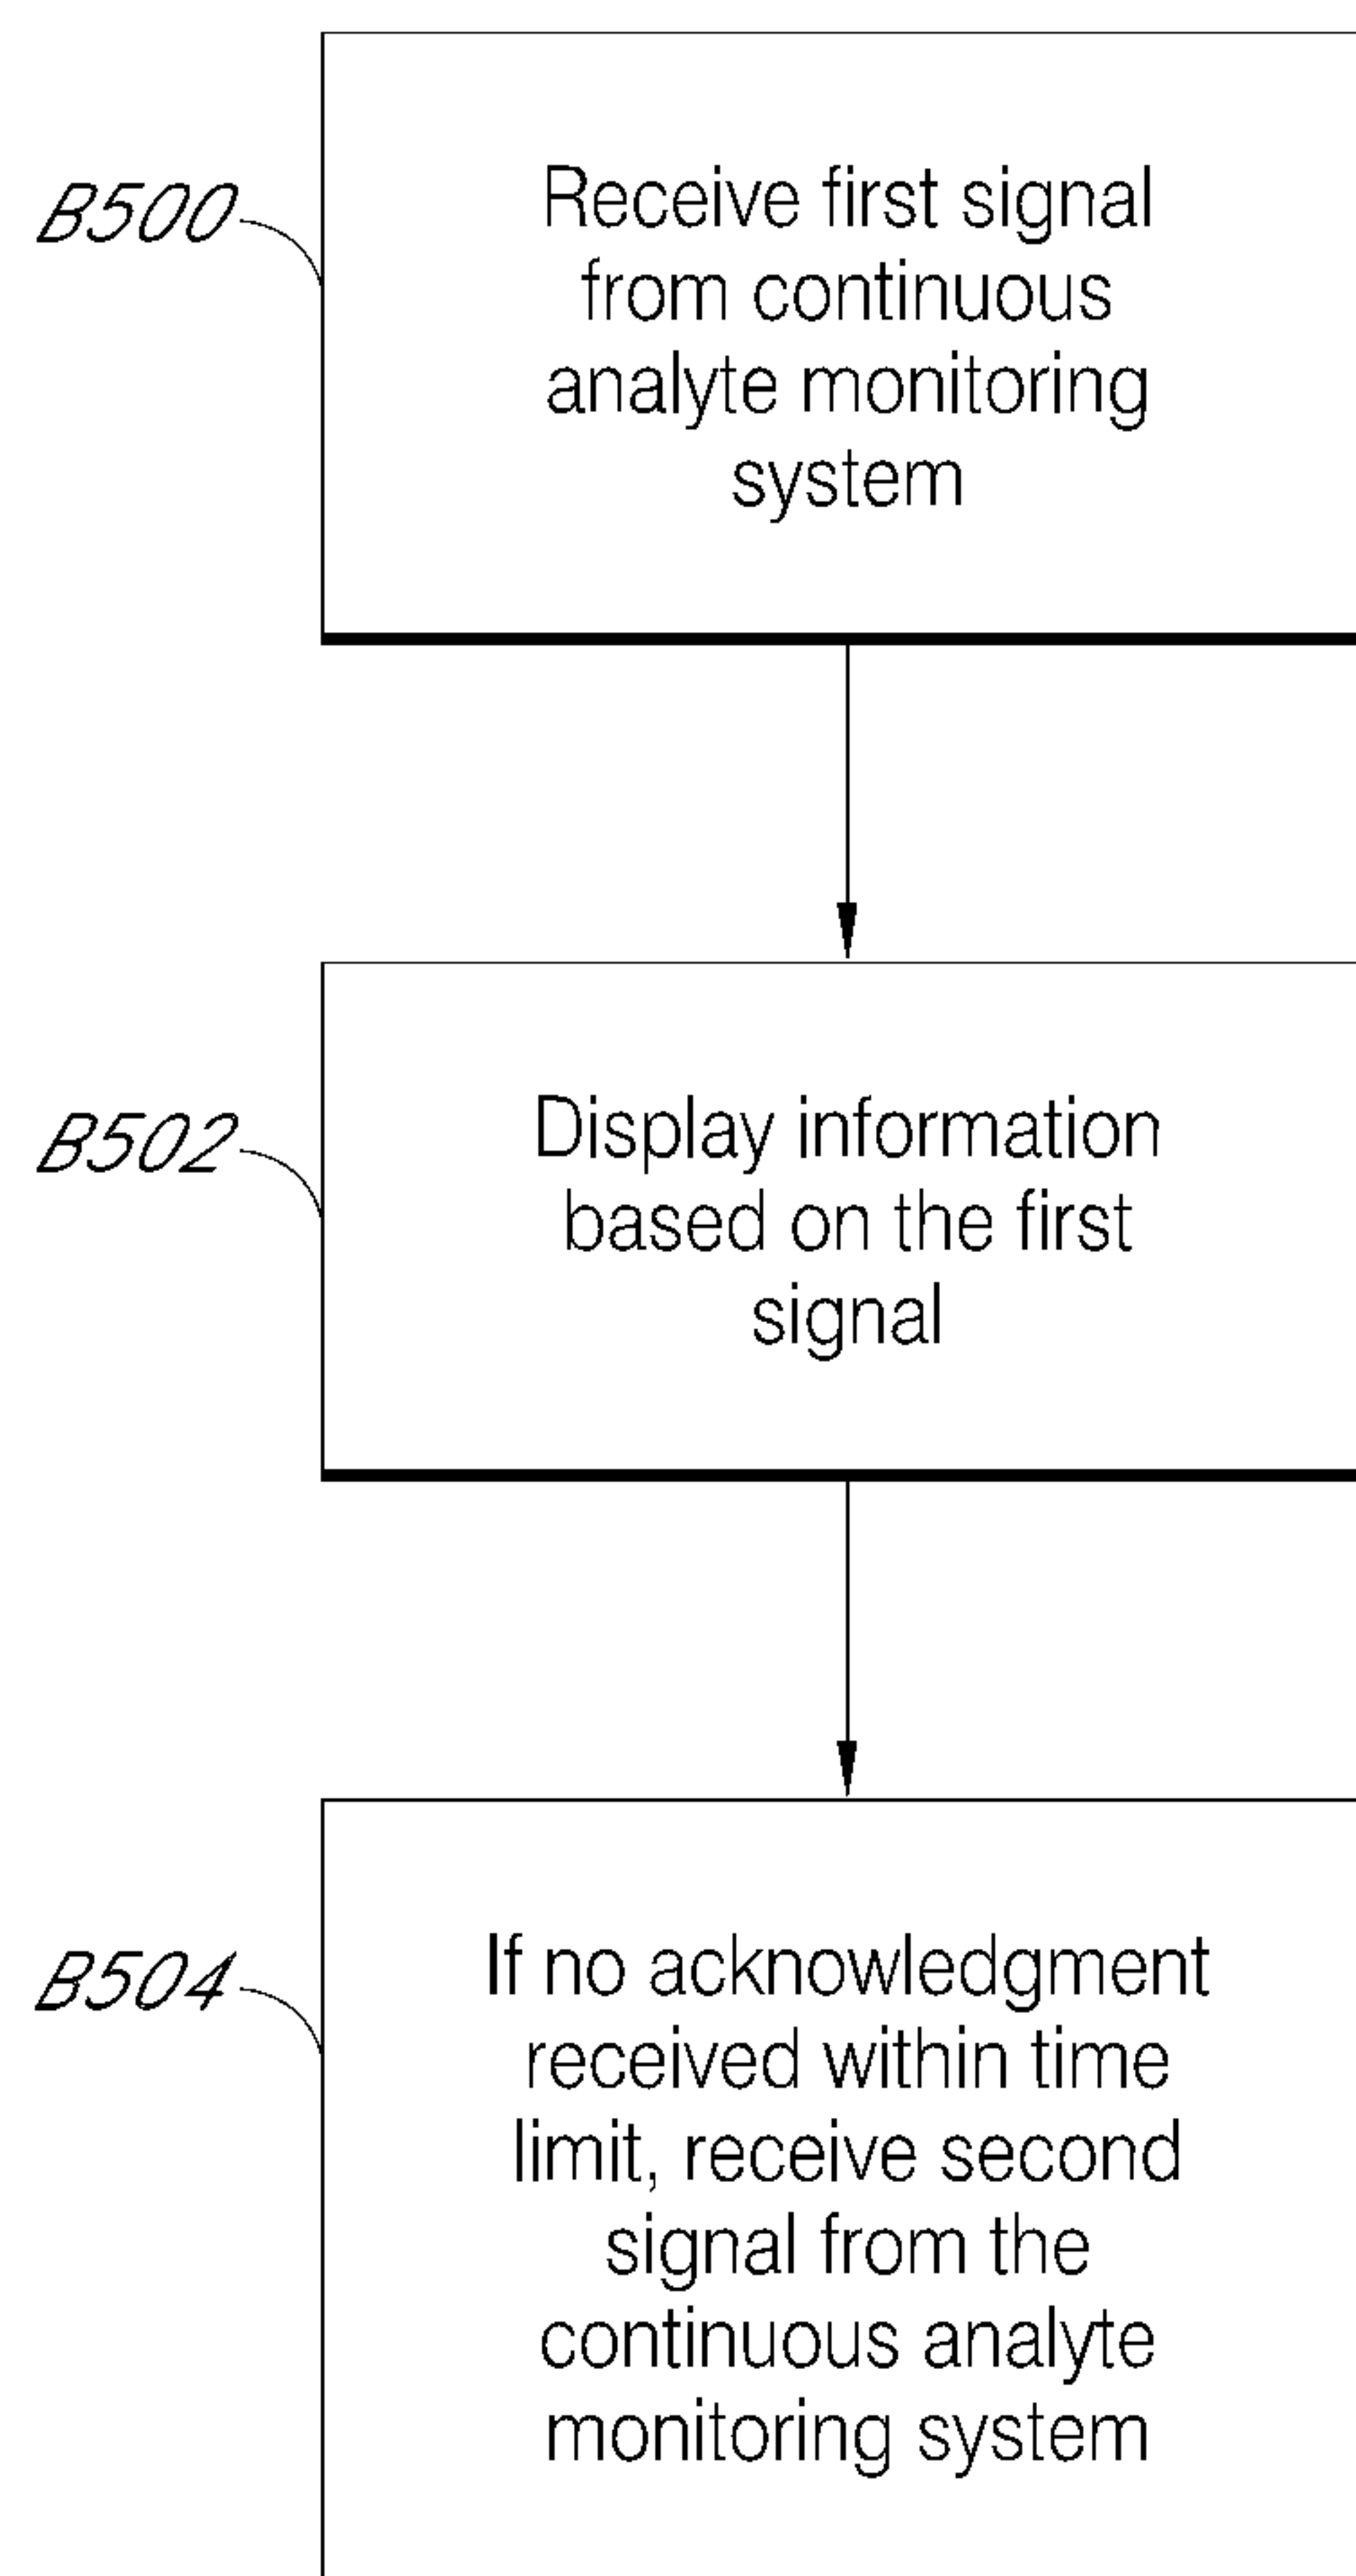 B500
Receive first signal
from continuous
analyte monitoring
system
B502
Display information
based on the first
signal
B504
If no acknowledgment
received within time
limit, receive second
signal from the
continuous analyte
monitoring system